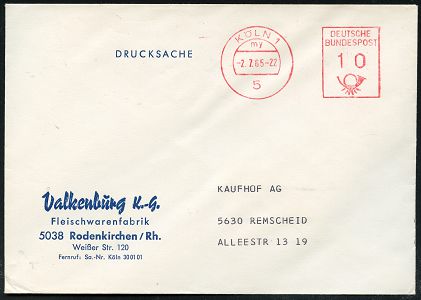 DRUCKSACHE
KÖLN 1
my
-2.7.65-22
5
DEUTSCHE
BUNDESPOST
10
Valkenburg K.-G.
Fleischwarenfabrik
5038 Rodenkirchen/Rh.
Weißer Str. 120
Fernruf: Sa.-Nr. Köln 300101
KAUFHOF AG
5630 REMSCHEID
ALLEESTR 13 19